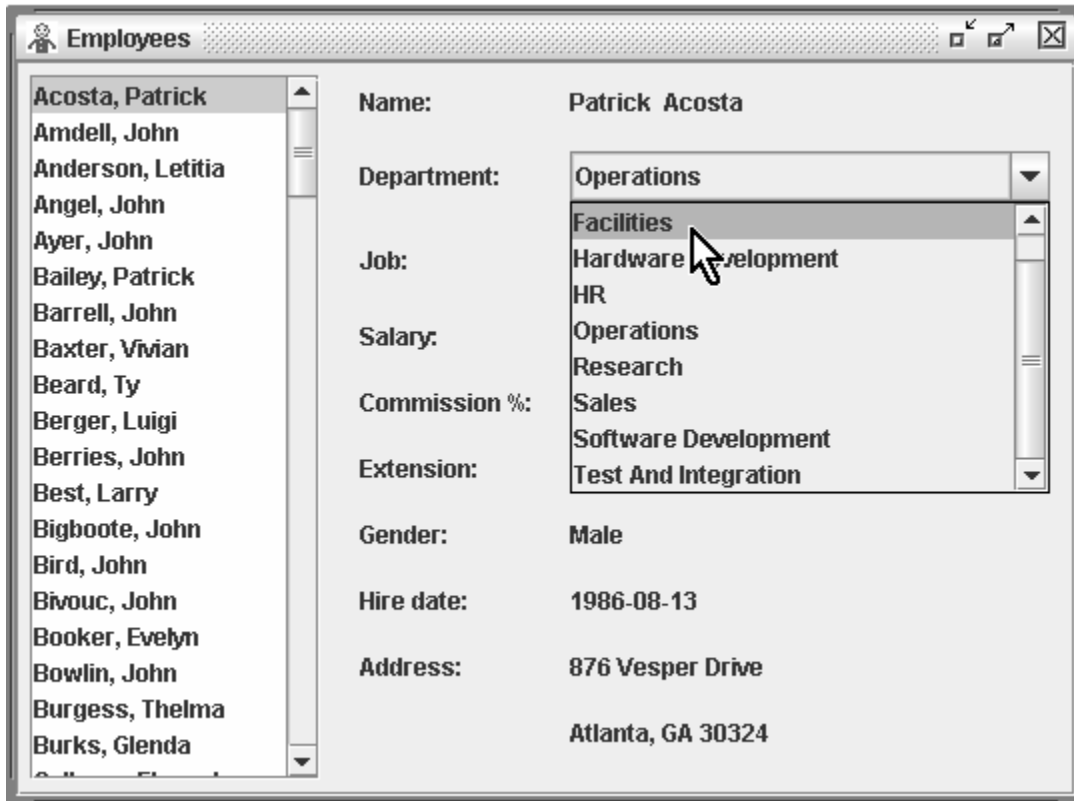 Employees
Acosta, Patrick
Amdell, John
Anderson, Letitia
Angel, John
Ayer, John
Bailey, Patrick
Barrell, John
Baxter, Vivian
Beard, Ty
Berger, Luigi
Berries, John
Best, Larry
Bigboote, John
Bird, John
Bivouc, John
Booker, Evelyn
Bowlin, John
Burgess, Thelma
Burks, Glenda
Name: Patrick Acosta
Department: Operations
Facilities
Hardware
HR
Operations
Research
Sales
Software Development
Test And Integration
Job:
Salary:
Commission %:
Extension:
Gender: Male
Hire date: 1986-08-13
Address: 876 Vesper Drive
Atlanta, GA 30324